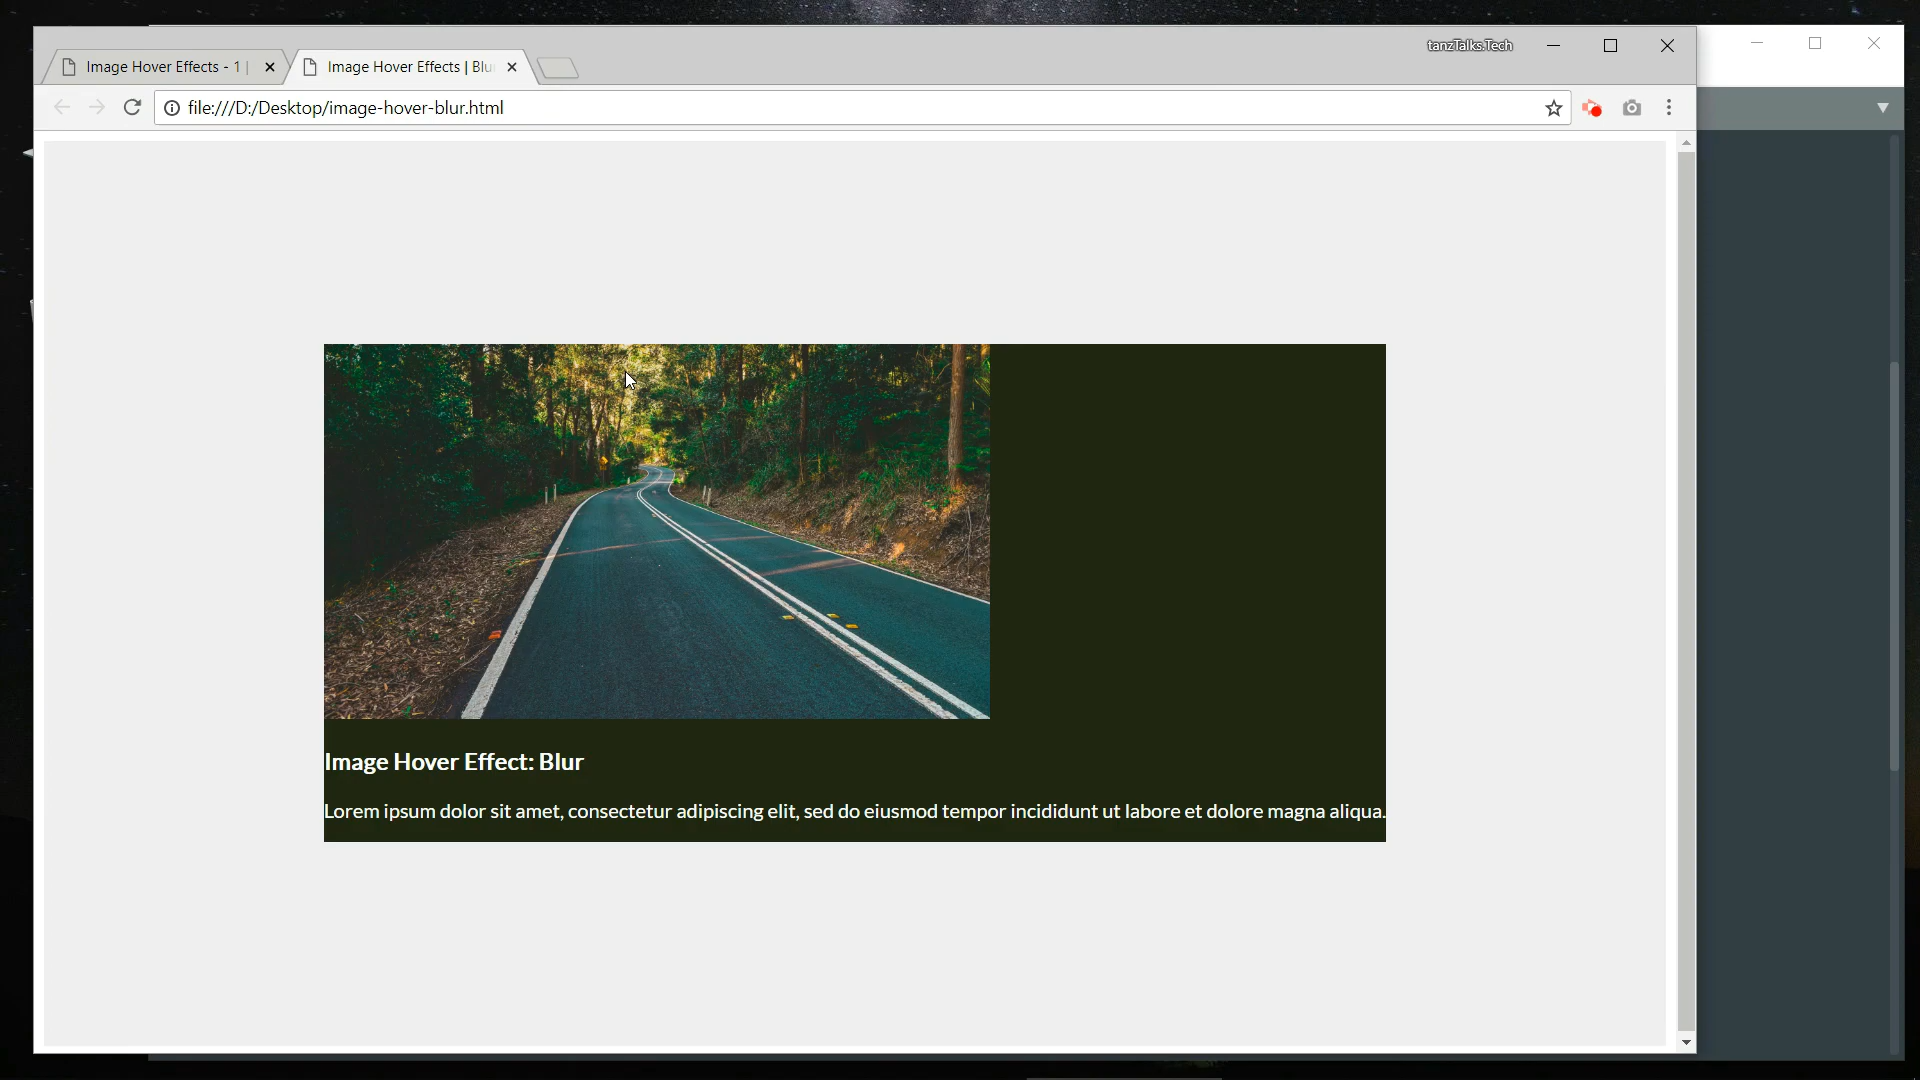 tanzTalks.Tech
Image Hover Effects - 1 |
Image Hover Effects | Blu
file:///D:/Desktop/image-hover-blur.html
Image Hover Effect: Blur
Lorem ipsum dolor sit amet, consectetur adipiscing elit, sed do eiusmod tempor incididunt ut labore et dolore magna aliqua.